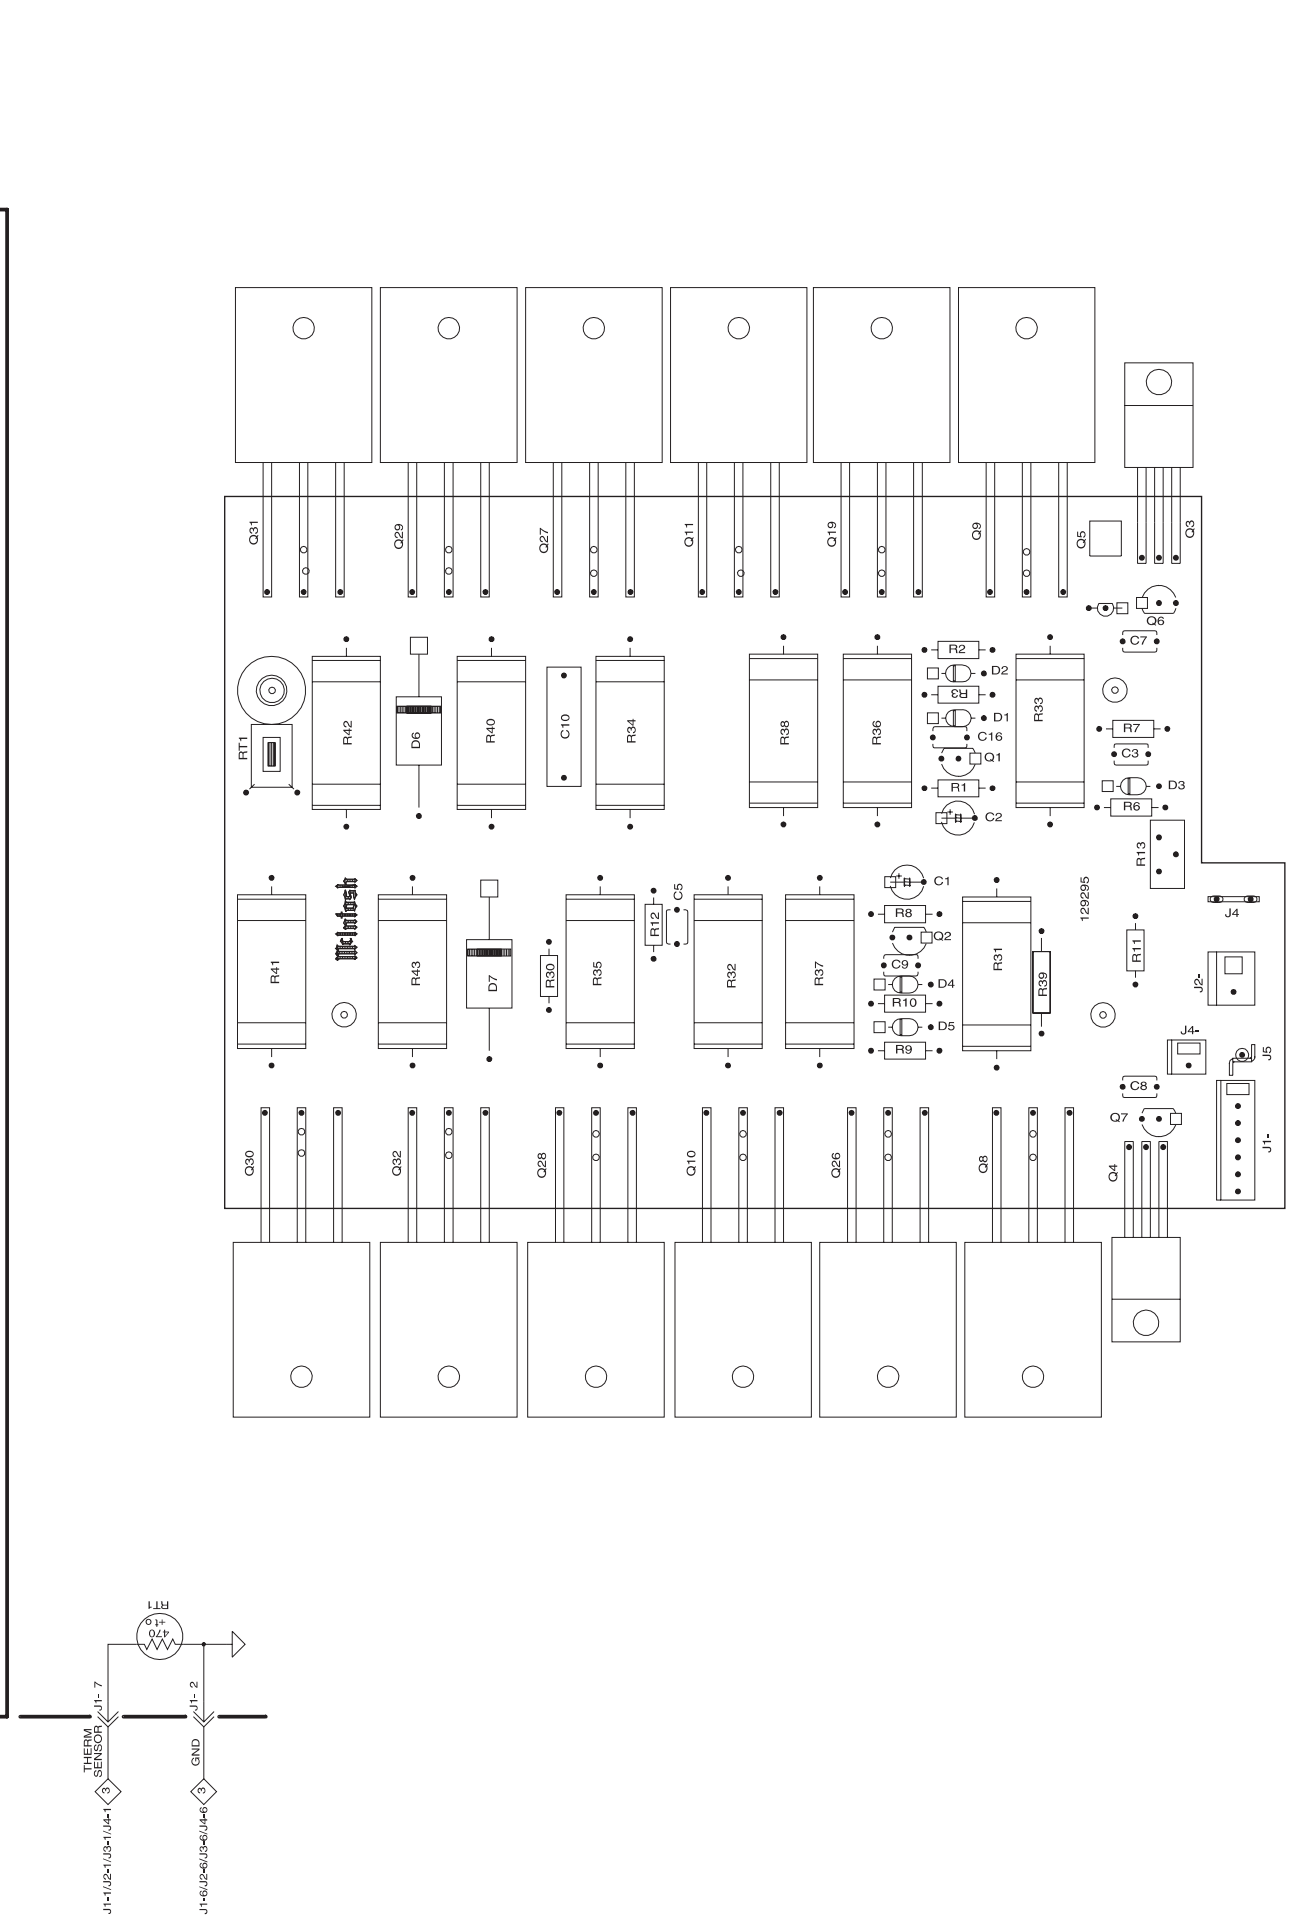 Q31
Q29
Q27
Q11
Q19
Q9
Q5
Q3
Q6
C7
R2
D2
R3
D1
C16
Q1
R1
C2
R33
R7
C3
D3
R6
RT1
R42
D6
R40
C10
R34
R38
R36
R13
R41
McIntosh
R43
D7
R30
R35
R12
C5
R32
R37
C1
R8
Q2
C9
D4
R10
D5
R9
R31
R39
129295
R11
J4
J2-
J4-
J5
C8
Q7
J1-
Q30
Q32
Q28
Q10
Q26
Q8
Q4
RT1
+t o
470
J1- 7
J1- 2
THERM
SENSOR
GND
3
3
J1-1/J2-1/J3-1/J4-1
J1-6/J2-6/J3-6/J4-6